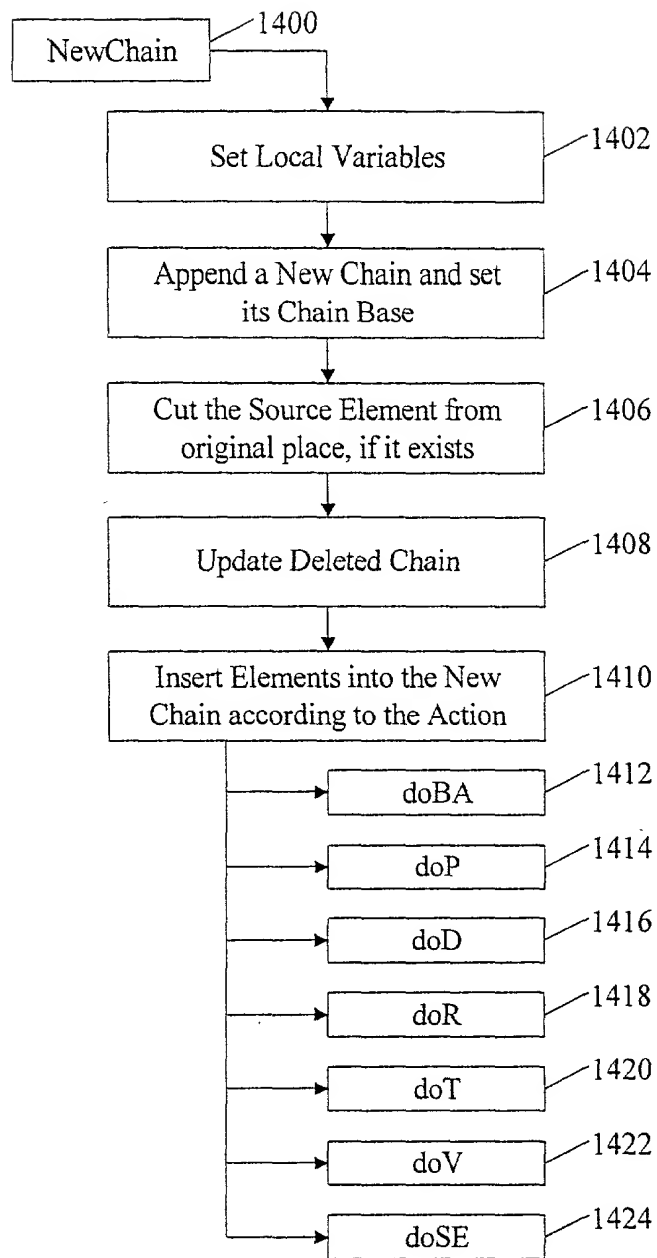 1400
NewChain
1402
Set Local Variables
1404
Append a New Chain and set
its Chain Base
1406
Cut the Source Element from
original place, if it exists
1408
Update Deleted Chain
1410
Insert Elements into the New
Chain according to the Action
1412
doBA
1414
doP
1416
doD
1418
doR
1420
doT
1422
doV
1424
doSE